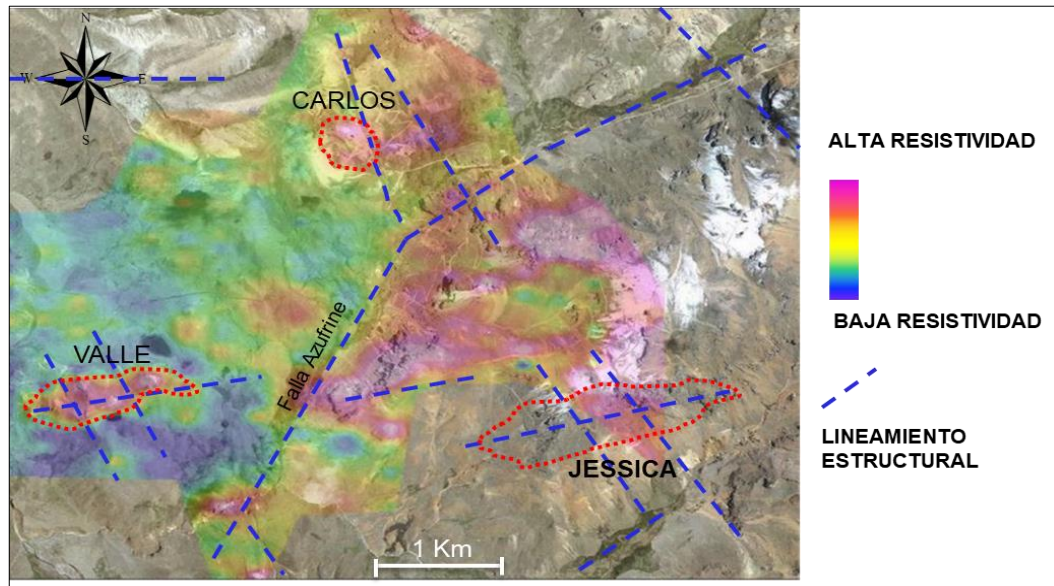 N
W
E
S
CARLOS
Falla Azufrine
VALLE
JESSICA
1 Km
ALTA RESISTIVIDAD
BAJA RESISTIVIDAD
LINEAMIENTO
ESTRUCTURAL